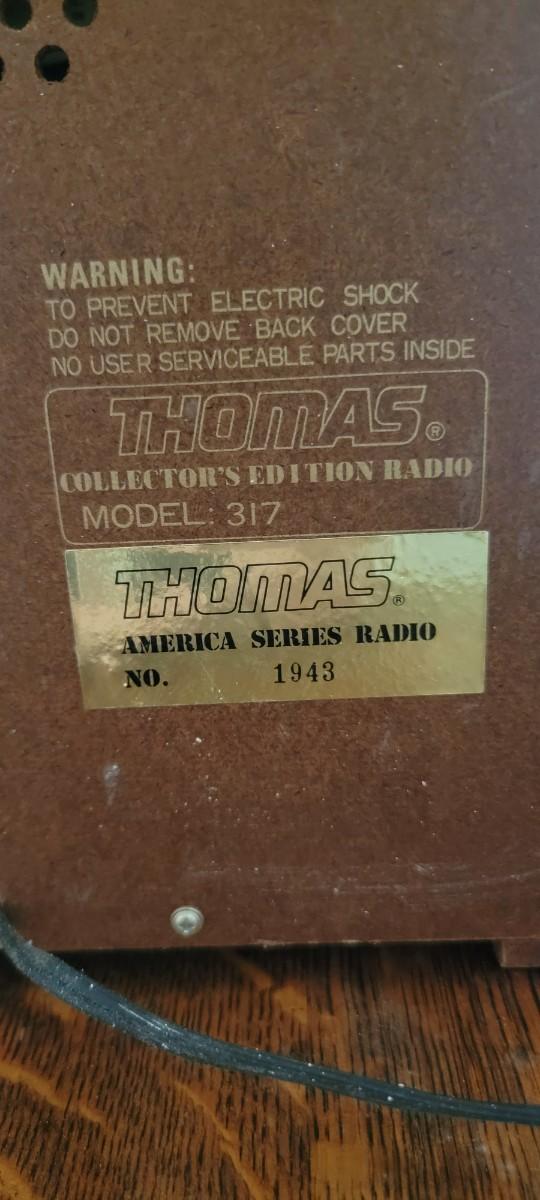 WARNING:
TO PREVENT ELECTRIC SHOCK
DO NOT REMOVE BACK COVER
NO USER SERVICEABLE PARTS INSIDE
THOMAS®
COLLECTOR'S EDITION RADIO
MODEL: 317
THOMAS®
AMERICA SERIES RADIO
NO. 1943